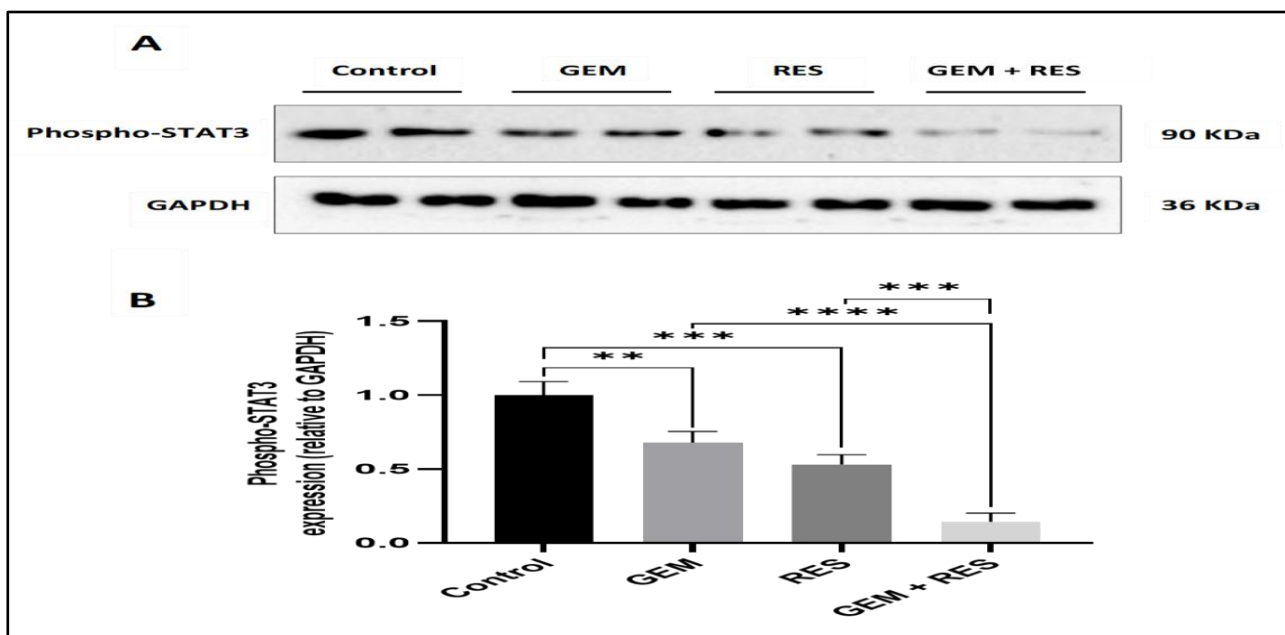 A
Control GEM RES GEM + RES
Phospho-STAT3 90 KDa
GAPDH 36 KDa
B
***
****
***
**
Phospho-STAT3
expression (relative to GAPDH)
1.5
1.0
0.5
0.0
Control GEM RES GEM + RES